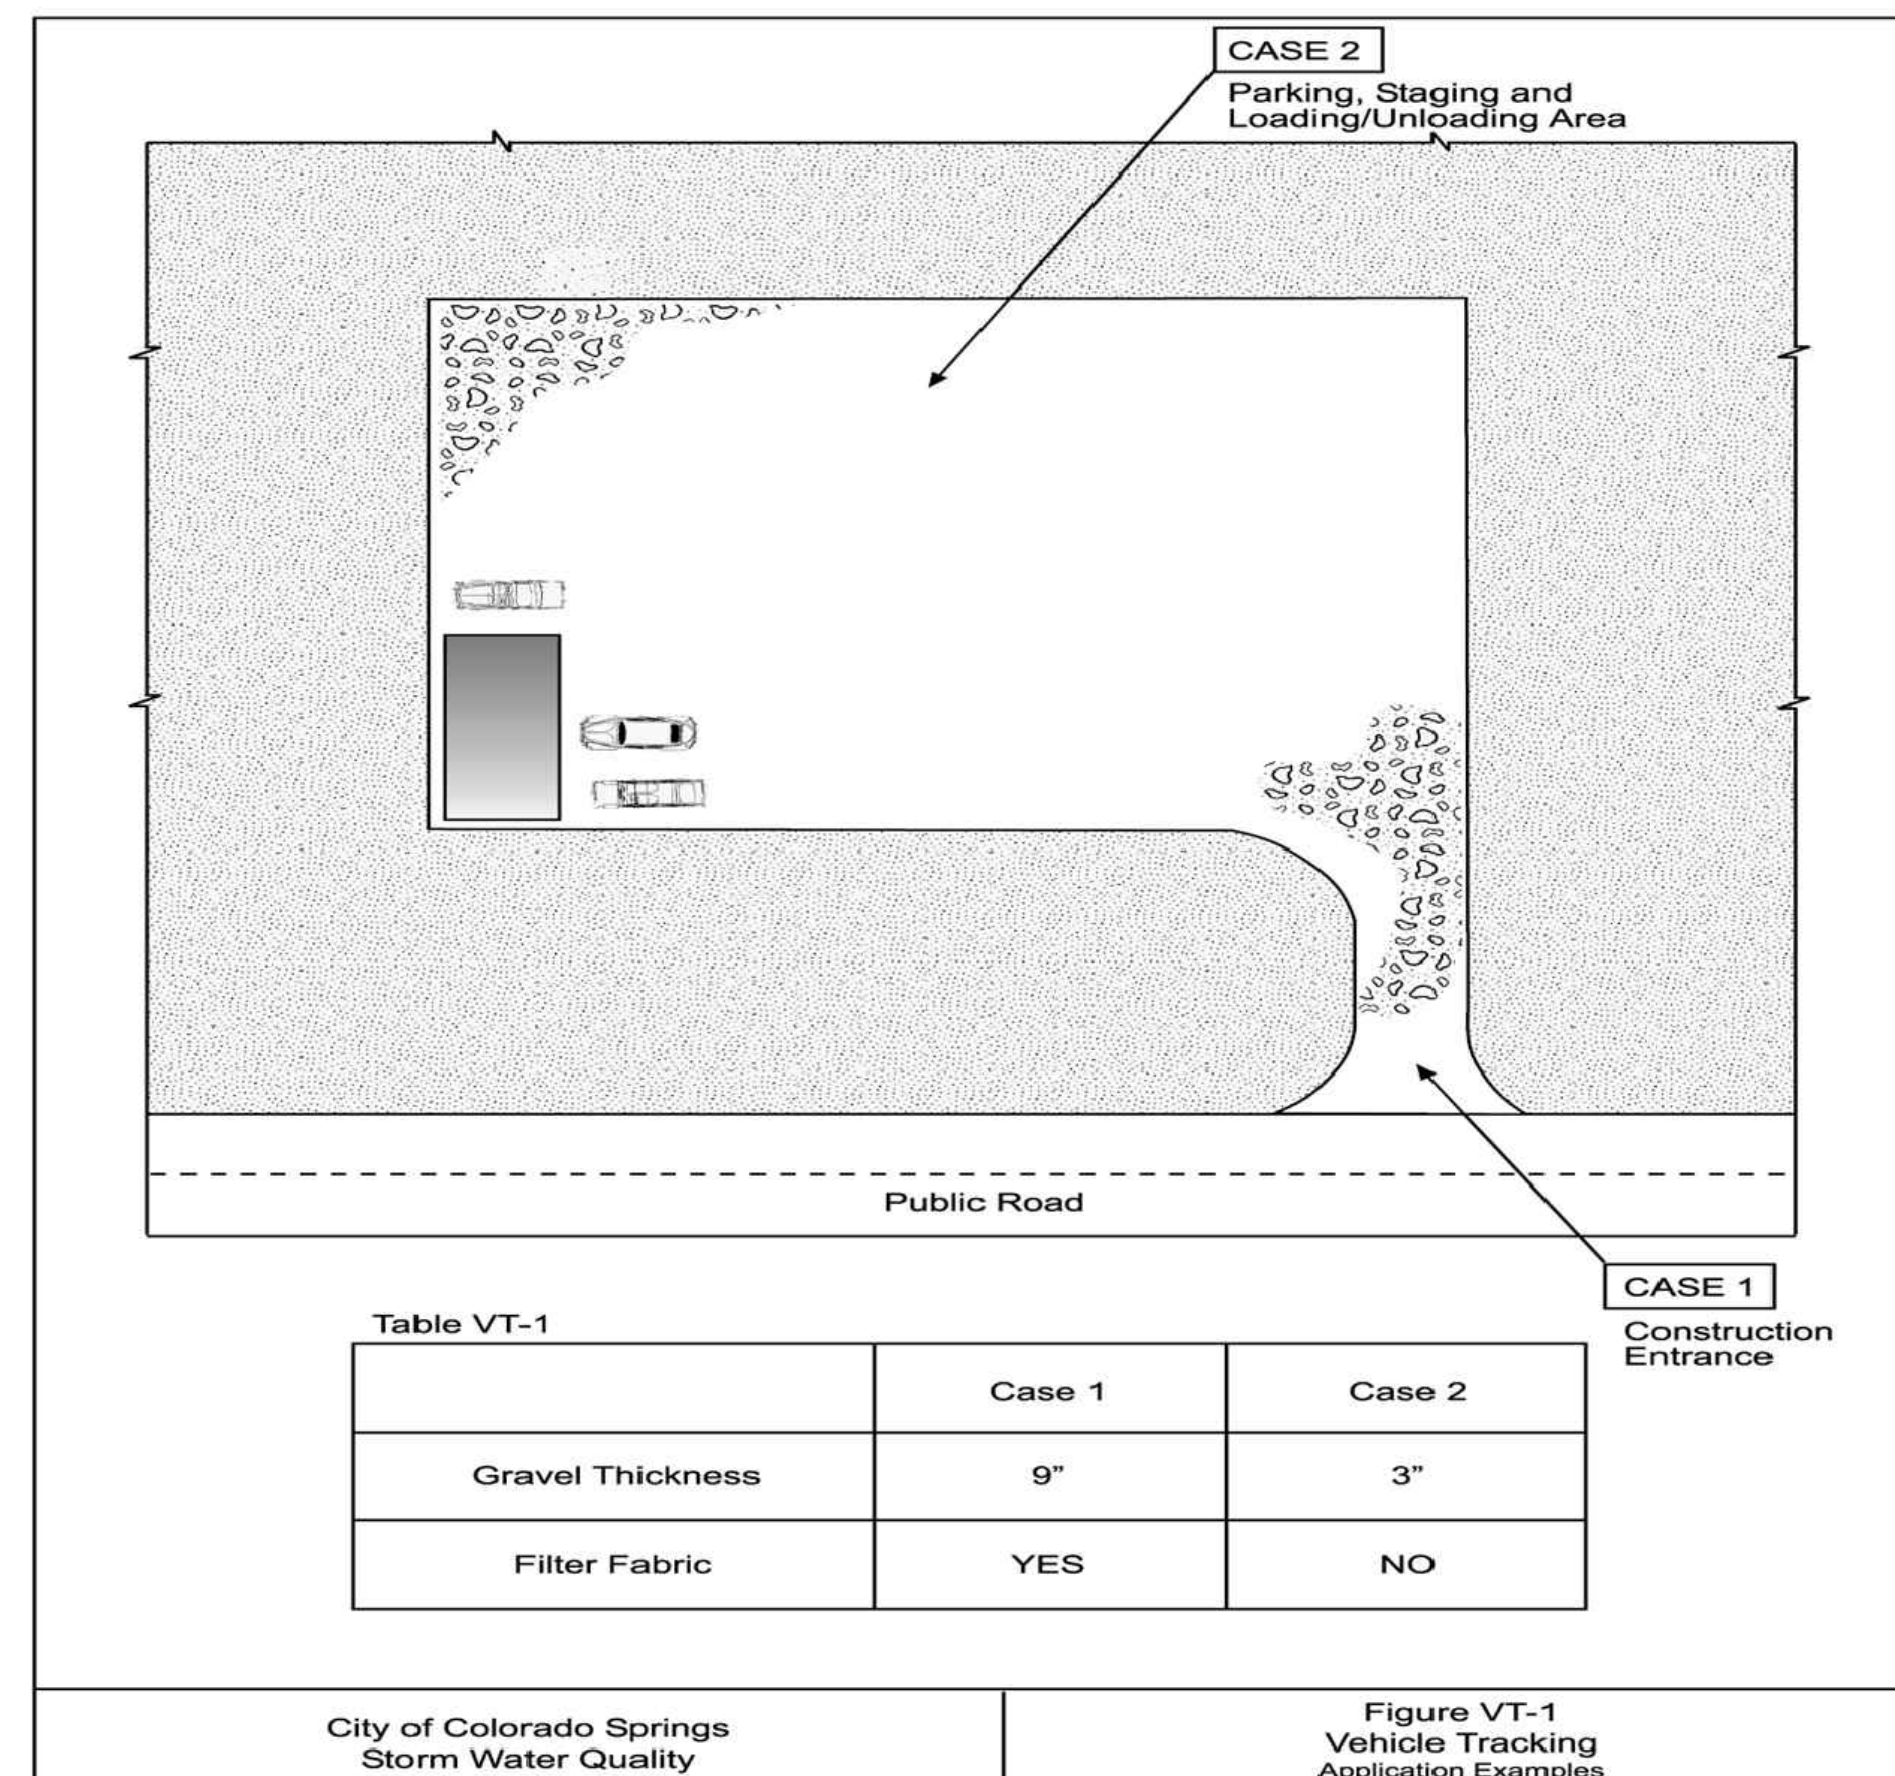 CASE 2
Parking, Staging and
Loading/Unloading Area
Public Road
CASE 1
Construction
Entrance
Table VT-1
Case 1 Case 2
Gravel Thickness 9” 3”
Filter Fabric YES NO
City of Colorado Springs
Storm Water Quality
Figure VT-1
Vehicle Tracking
Application Examples